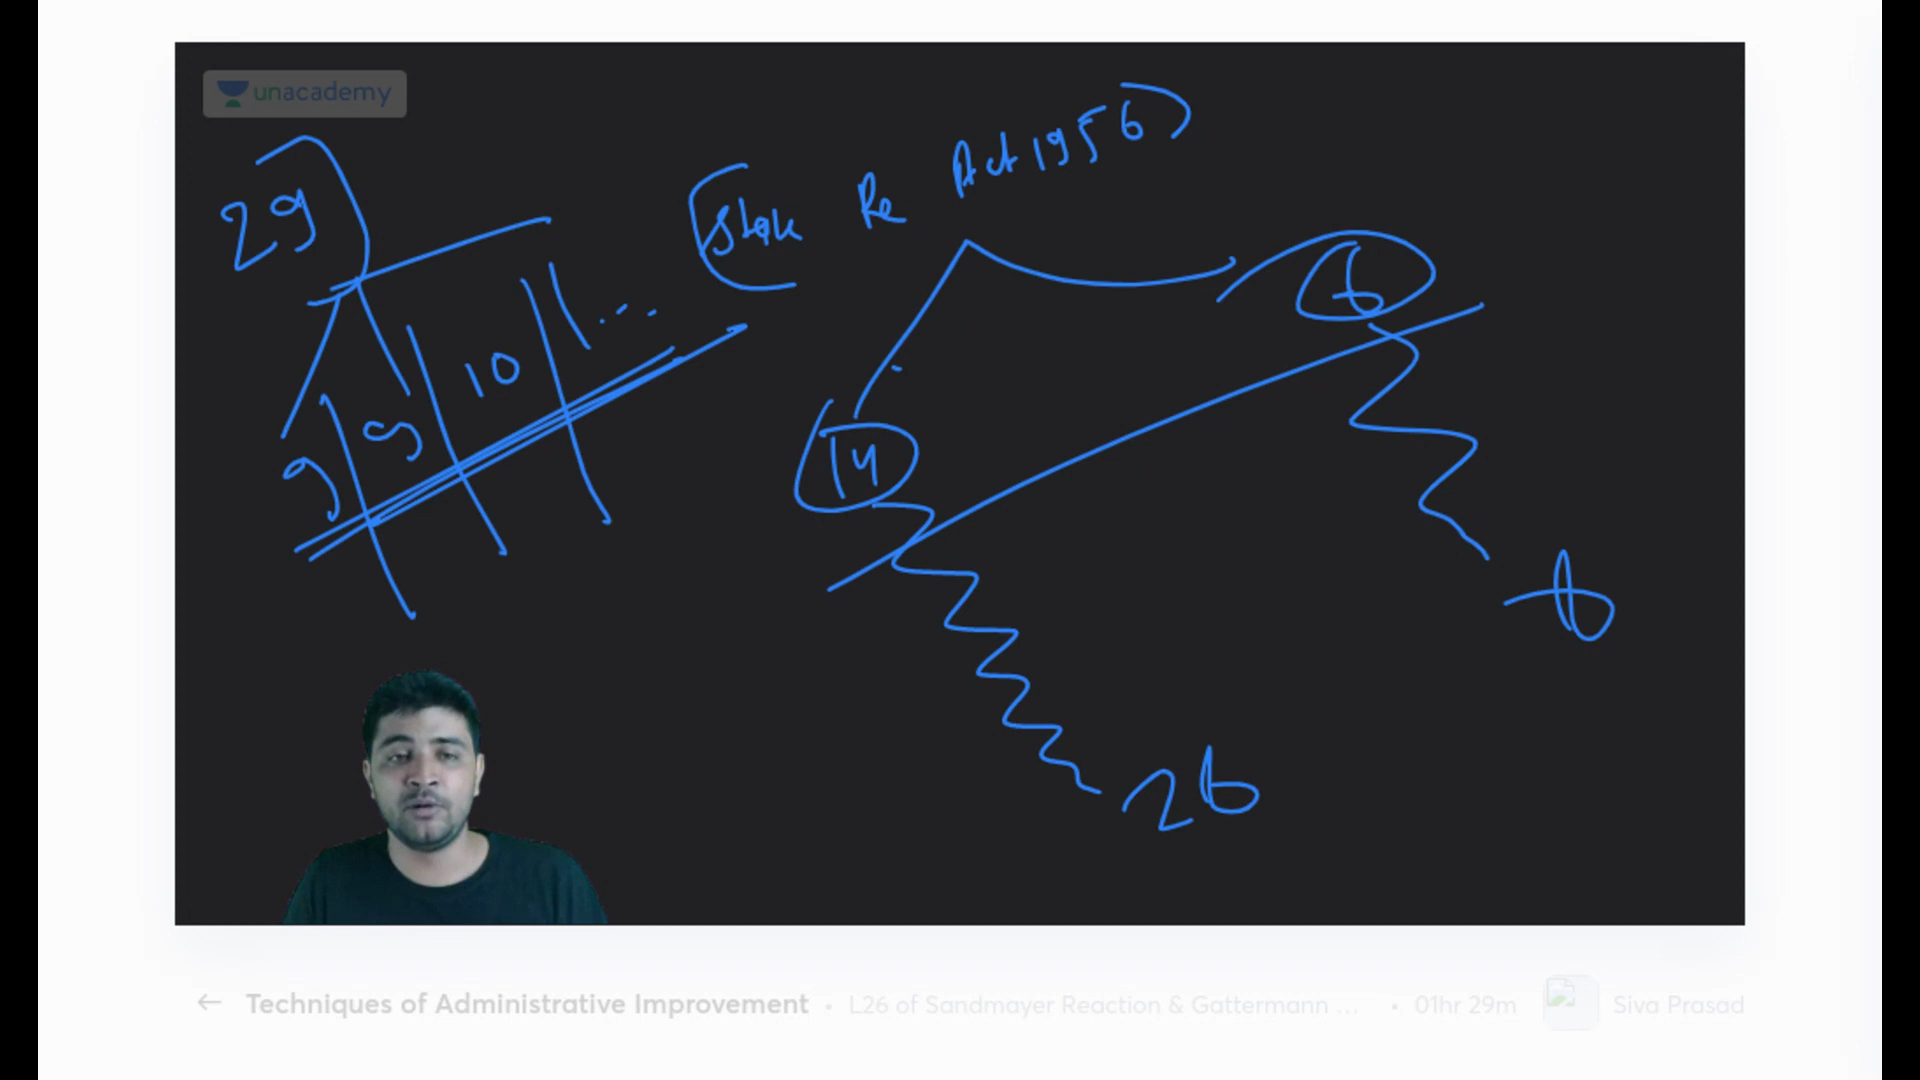 unacademy
29
State Re Act 1956
9 9 10 ...
14
6
6
26
← Techniques of Administrative Improvement • L26 of Sandmayer Reaction & Gattermann ... • 01hr 29m Siva Prasad